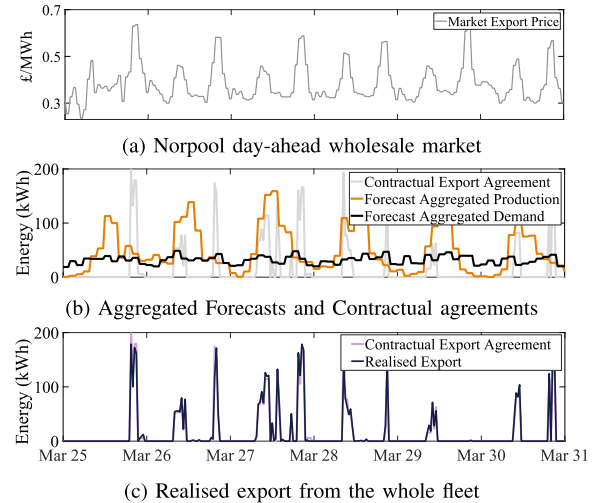 0.7
Market Export Price
£/MWh
0.5
0.3
(a) Norpool day-ahead wholesale market
200
Contractual Export Agreement
Forecast Aggregated Production
Forecast Aggregated Demand
Energy (kWh)
100
0
(b) Aggregated Forecasts and Contractual agreements
200
Contractual Export Agreement
Realised Export
Energy (kWh)
100
0
Mar 25 Mar 26 Mar 27 Mar 28 Mar 29 Mar 30 Mar 31
(c) Realised export from the whole fleet